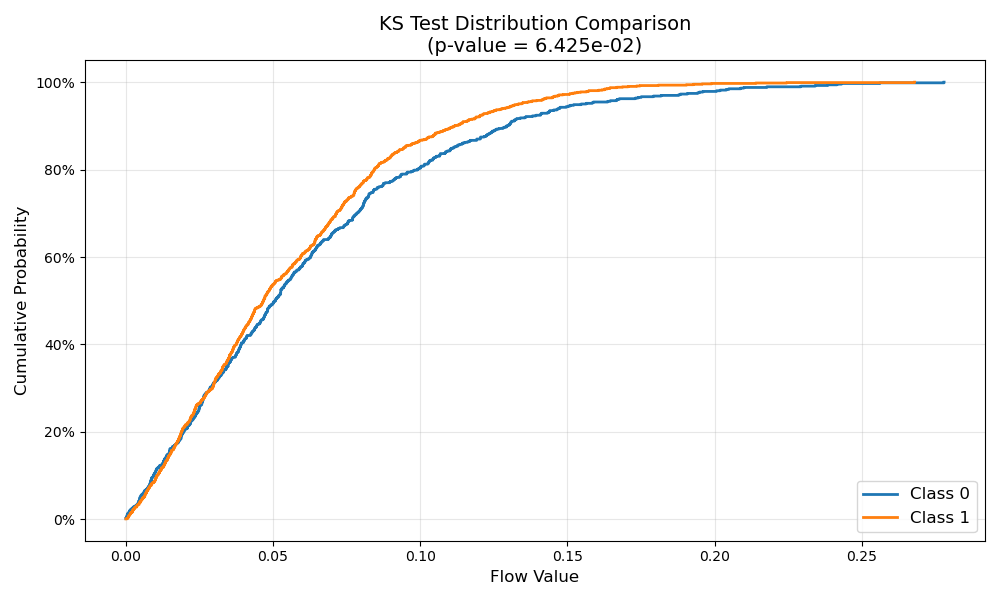 KS Test Distribution Comparison
(p-value = 6.425e-02)
Cumulative Probability
100%
80%
60%
40%
20%
0%
0.00
0.05
0.10
0.15
0.20
0.25
Flow Value
Class 0
Class 1